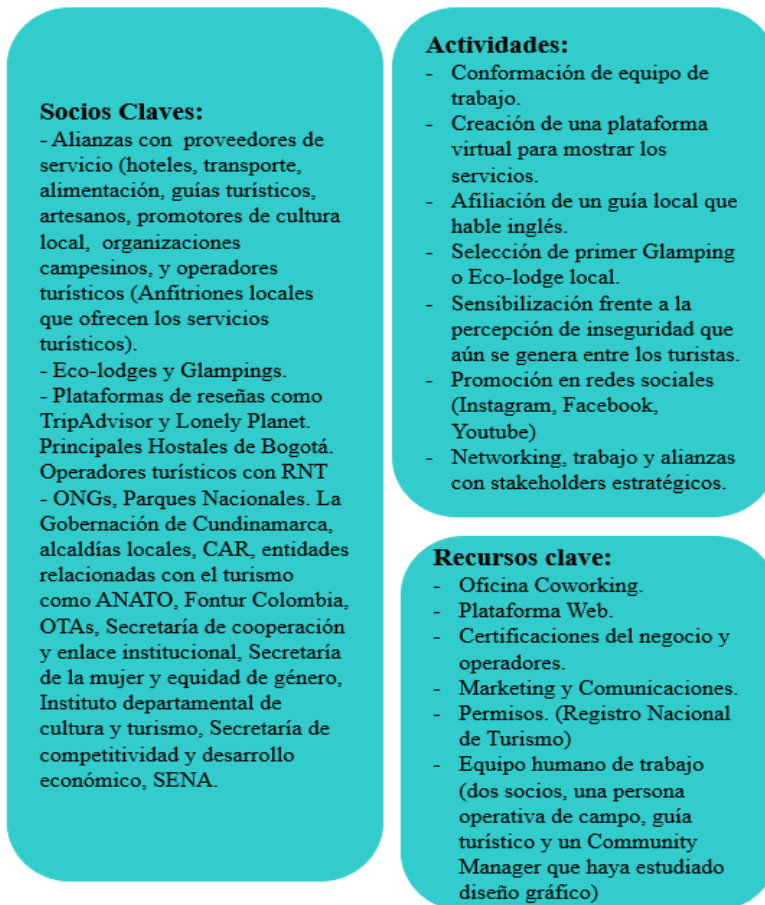 Socios Claves:
- Alianzas con proveedores de
servicio (hoteles, transporte,
alimentación, guías turísticos,
artesanos, promotores de cultura
local, organizaciones
campesinos, y operadores
turísticos (Anfitriones locales
que ofrecen los servicios
turísticos).
- Eco-lodges y Glampings.
- Plataformas de reseñas como
TripAdvisor y Lonely Planet.
Principales Hostales de Bogotá.
Operadores turísticos con RNT
- ONGs, Parques Nacionales. La
Gobernación de Cundinamarca,
alcaldías locales, CAR, entidades
relacionadas con el turismo
como ANATO, Fontur Colombia,
OTAs, Secretaría de cooperación
y enlace institucional, Secretaría
de la mujer y equidad de género,
Instituto departamental de
cultura y turismo, Secretaría de
competitividad y desarrollo
económico, SENA.
Actividades:
- Conformación de equipo de
trabajo.
- Creación de una plataforma
virtual para mostrar los
servicios.
- Afiliación de un guía local que
hable inglés.
- Selección de primer Glamping
o Eco-lodge local.
- Sensibilización frente a la
percepción de inseguridad que
aún se genera entre los turistas.
- Promoción en redes sociales
(Instagram, Facebook,
Youtube)
- Networking, trabajo y alianzas
con stakeholders estratégicos.
Recursos clave:
- Oficina Coworking.
- Plataforma Web.
- Certificaciones del negocio y
operadores.
- Marketing y Comunicaciones.
- Permisos. (Registro Nacional
de Turismo)
- Equipo humano de trabajo
(dos socios, una persona
operativa de campo, guía
turístico y un Community
Manager que haya estudiado
diseño gráfico)